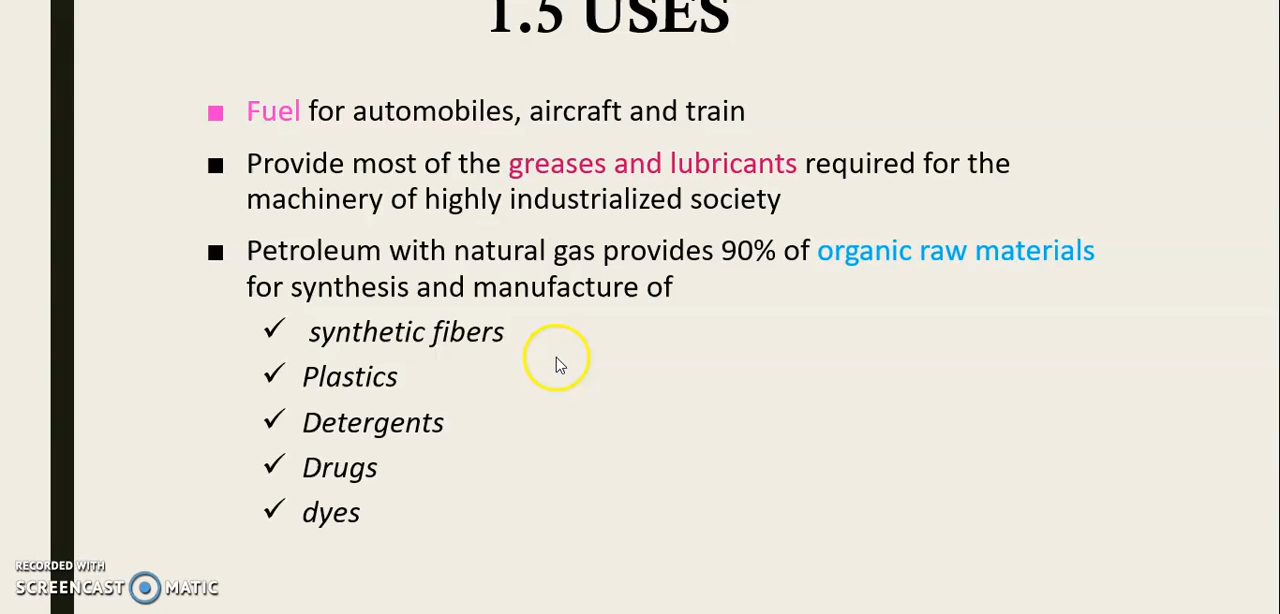 1.5 USES
Fuel for automobiles, aircraft and train
Provide most of the greases and lubricants required for the
machinery of highly industrialized society
Petroleum with natural gas provides 90% of organic raw materials
for synthesis and manufacture of
synthetic fibers
Plastics
Detergents
Drugs
dyes
RECORDED WITH
SCREENCAST MATIC